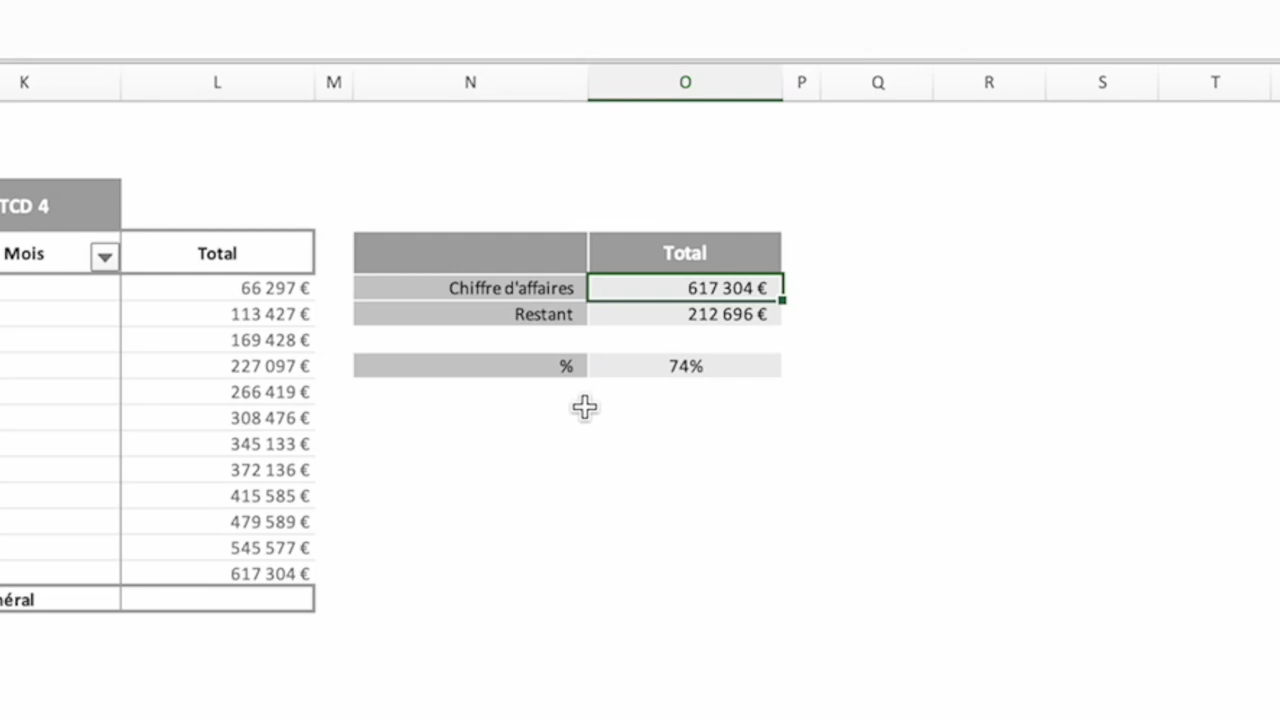 K L M N O P Q R S T
TCD 4
Mois Total Total
66 297 € Chiffre d'affaires 617 304 €
113 427 € Restant 212 696 €
169 428 €
227 097 € % 74%
266 419 €
308 476 €
345 133 €
372 136 €
415 585 €
479 589 €
545 577 €
617 304 €
néral